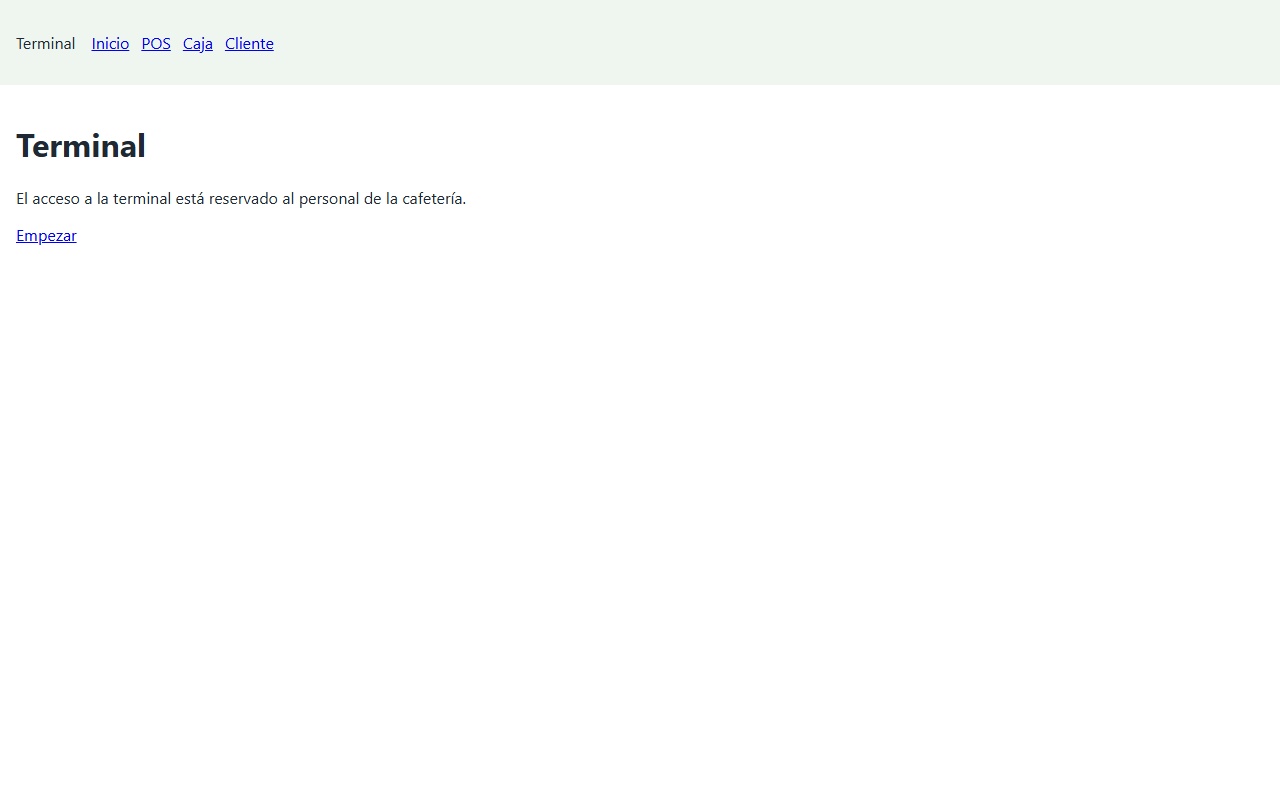 Terminal Inicio POS Caja Cliente
Terminal
El acceso a la terminal está reservado al personal de la cafetería.
Empezar